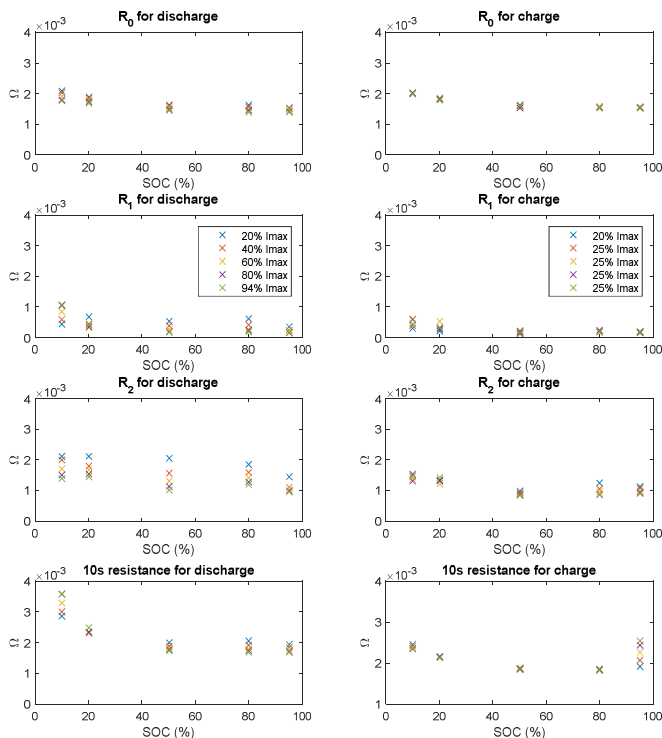 R0 for discharge
×10-3
4
3
2
1
0
Ω
0 20 40 60 80 100
SOC (%)
R0 for charge
×10-3
4
3
2
1
0
Ω
0 20 40 60 80 100
SOC (%)
R1 for discharge
×10-3
4
3
2
1
0
Ω
20% Imax
40% Imax
60% Imax
80% Imax
94% Imax
0 20 40 60 80 100
SOC (%)
R1 for charge
×10-3
4
3
2
1
0
Ω
20% Imax
25% Imax
25% Imax
25% Imax
25% Imax
0 20 40 60 80 100
SOC (%)
R2 for discharge
×10-3
4
3
2
1
0
Ω
0 20 40 60 80 100
SOC (%)
R2 for charge
×10-3
4
3
2
1
0
Ω
0 20 40 60 80 100
SOC (%)
10s resistance for discharge
×10-3
4
3
2
1
0
Ω
0 20 40 60 80 100
SOC (%)
10s resistance for charge
×10-3
4
3
2
1
Ω
0 20 40 60 80 100
SOC (%)